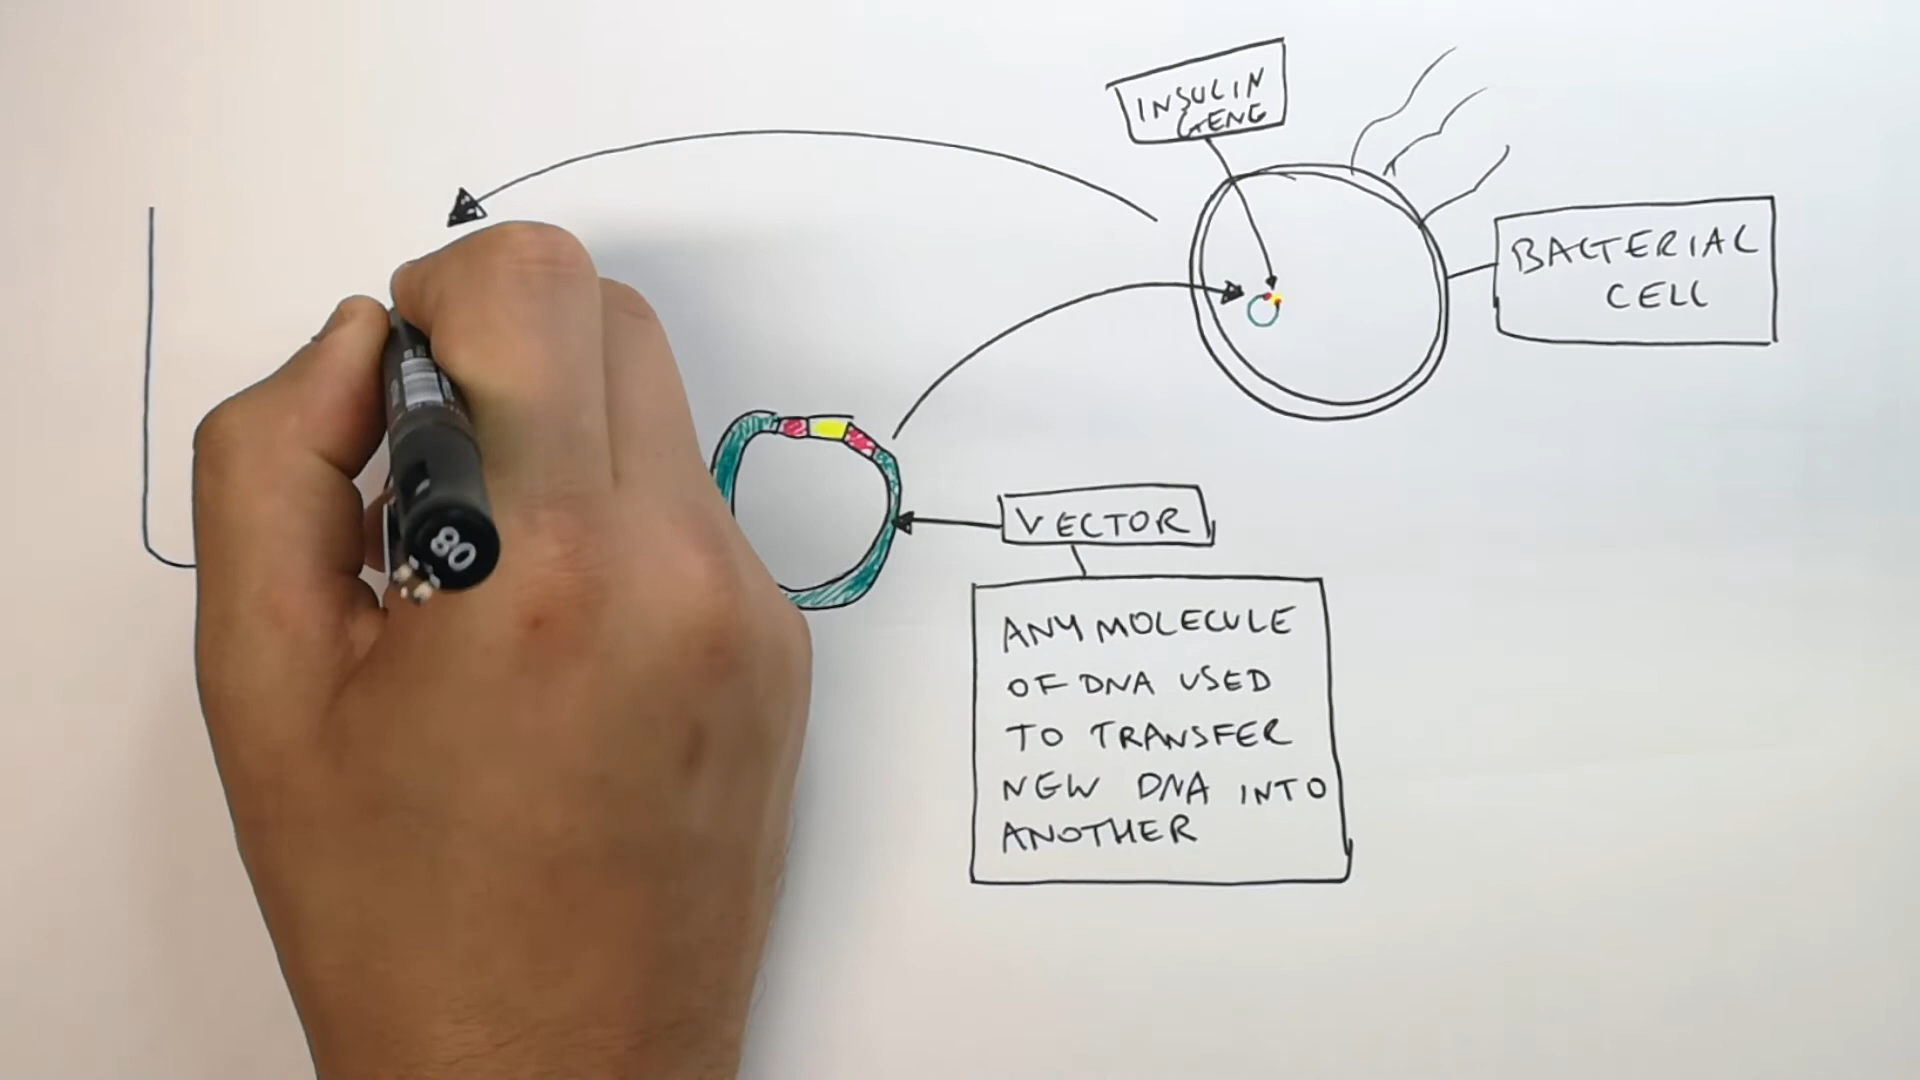 INSULIN
GENE
BACTERIAL
CELL
VECTOR
ANY MOLECULE
OF DNA USED
TO TRANSFER
NEW DNA INTO
ANOTHER
08